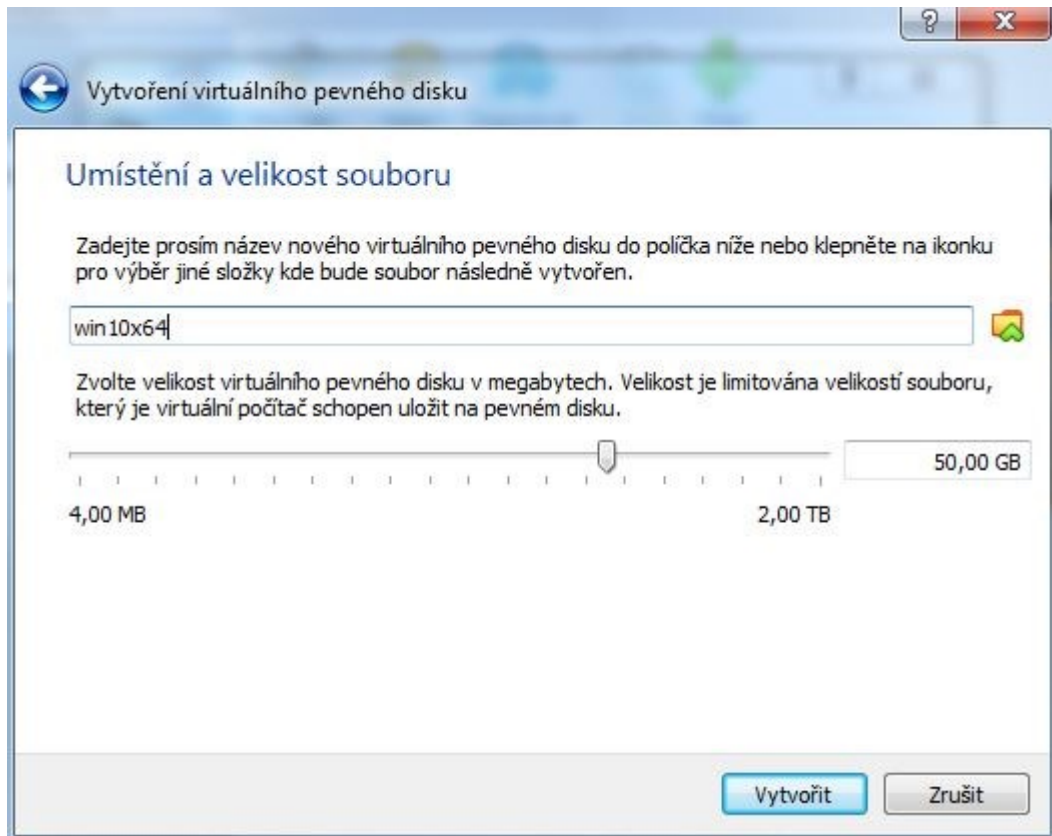 ?
Vytvoření virtuálního pevného disku
Umístění a velikost souboru
Zadejte prosím název nového virtuálního pevného disku do políčka níže nebo klepněte na ikonku
pro výběr jiné složky kde bude soubor následně vytvořen.
win10x64
Zvolte velikost virtuálního pevného disku v megabytech. Velikost je limitována velikostí souboru,
který je virtuální počítač schopen uložit na pevném disku.
50,00 GB
4,00 MB 2,00 TB
Vytvořit Zrušit